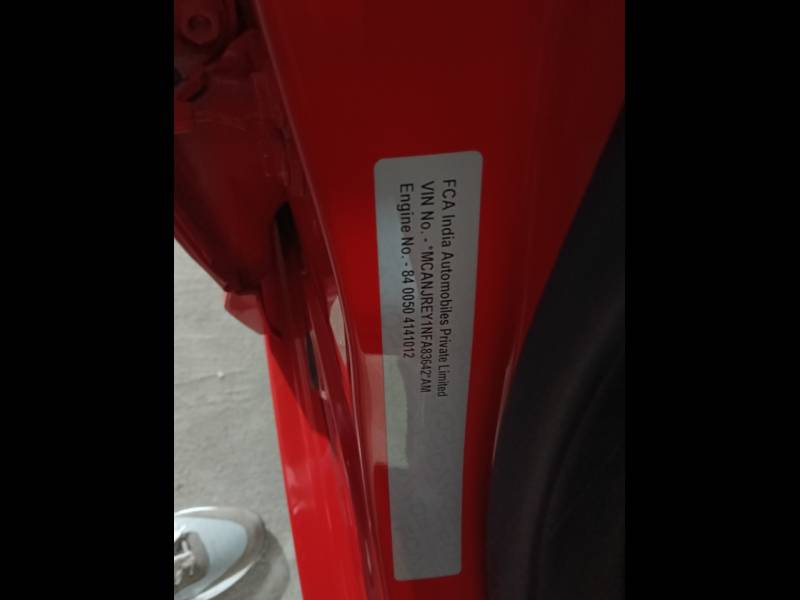 FCA India Automobiles Private Limited
VIN No. - *MCANJREY1NFA83642*AM
Engine No. - 84 0050 4141012